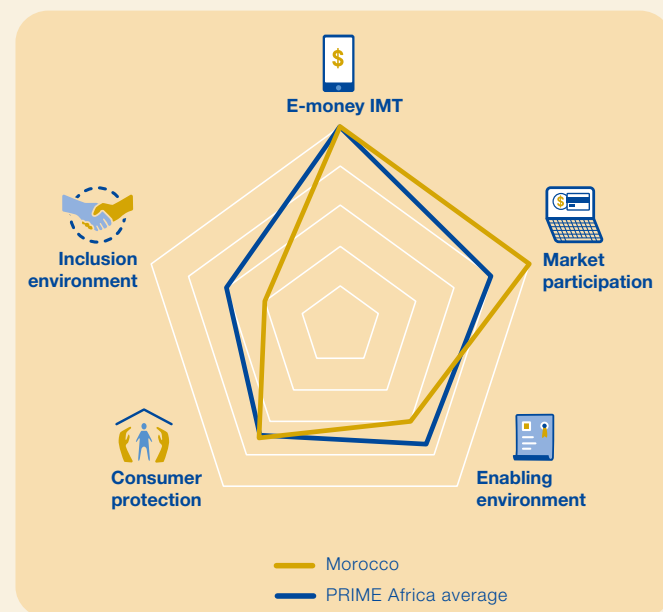 $
E-money IMT
$
Market
participation
Inclusion
environment
Consumer
protection
Enabling
environment
Morocco
PRIME Africa average